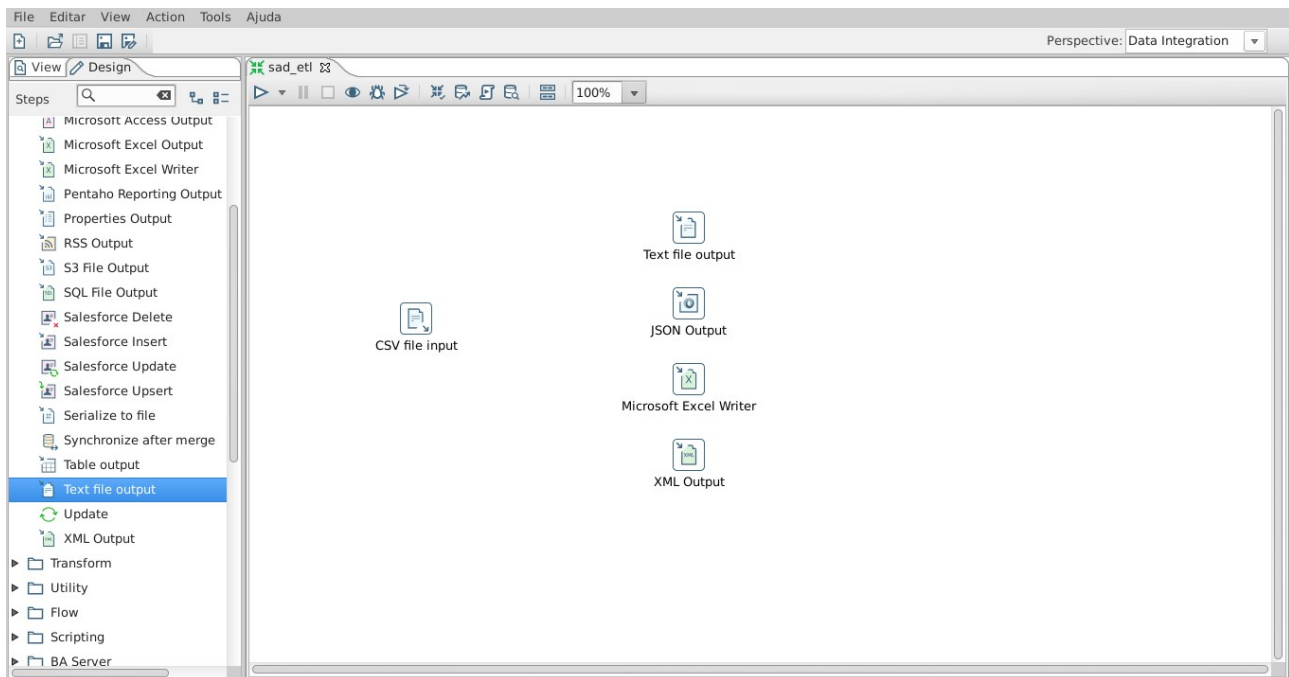 File Editar View Action Tools Ajuda
Perspective: Data Integration
View Design
sad_etl
Steps
100%
Microsoft Access Output
Microsoft Excel Output
Microsoft Excel Writer
Pentaho Reporting Output
Properties Output
RSS Output
S3 File Output
SQL File Output
Salesforce Delete
Salesforce Insert
Salesforce Update
Salesforce Upsert
Serialize to file
Synchronize after merge
Table output
Text file output
Update
XML Output
Transform
Utility
Flow
Scripting
BA Server
CSV file input
Text file output
JSON Output
Microsoft Excel Writer
XML Output